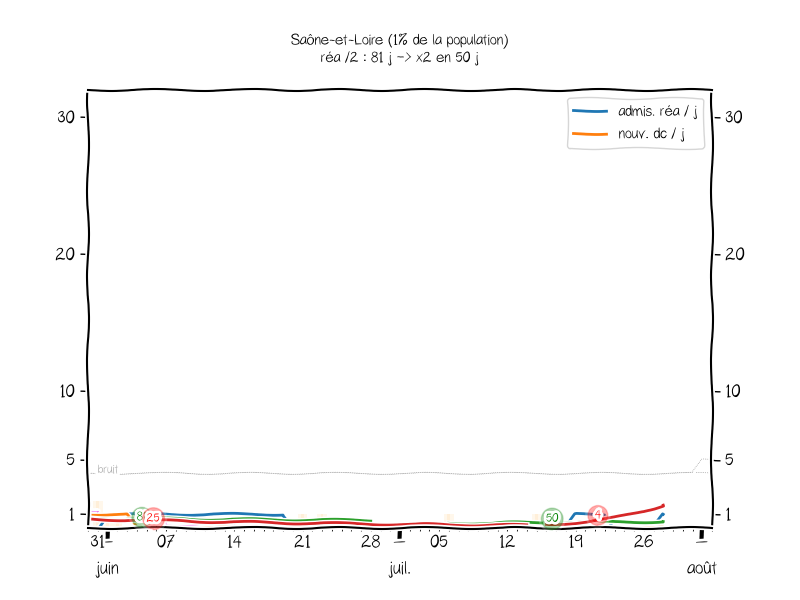 Saône-et-Loire (1% de la population)
réa /2 : 81 j -> x2 en 50 j
admis. réa / j
nouv. dc / j
30
30
20
20
10
10
5
5
bruit
1
1
25
50
4
31
07
14
21
28
05
12
19
26
juin
juil.
août